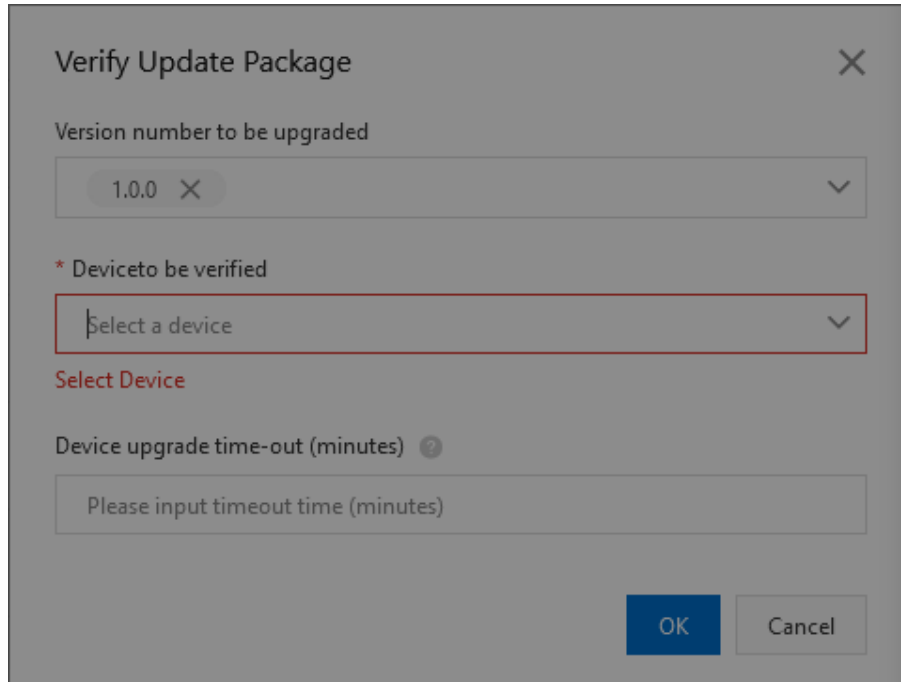 Verify Update Package
Version number to be upgraded
1.0.0
* Deviceto be verified
Select a device
Select Device
Device upgrade time-out (minutes) ?
Please input timeout time (minutes)
OK Cancel